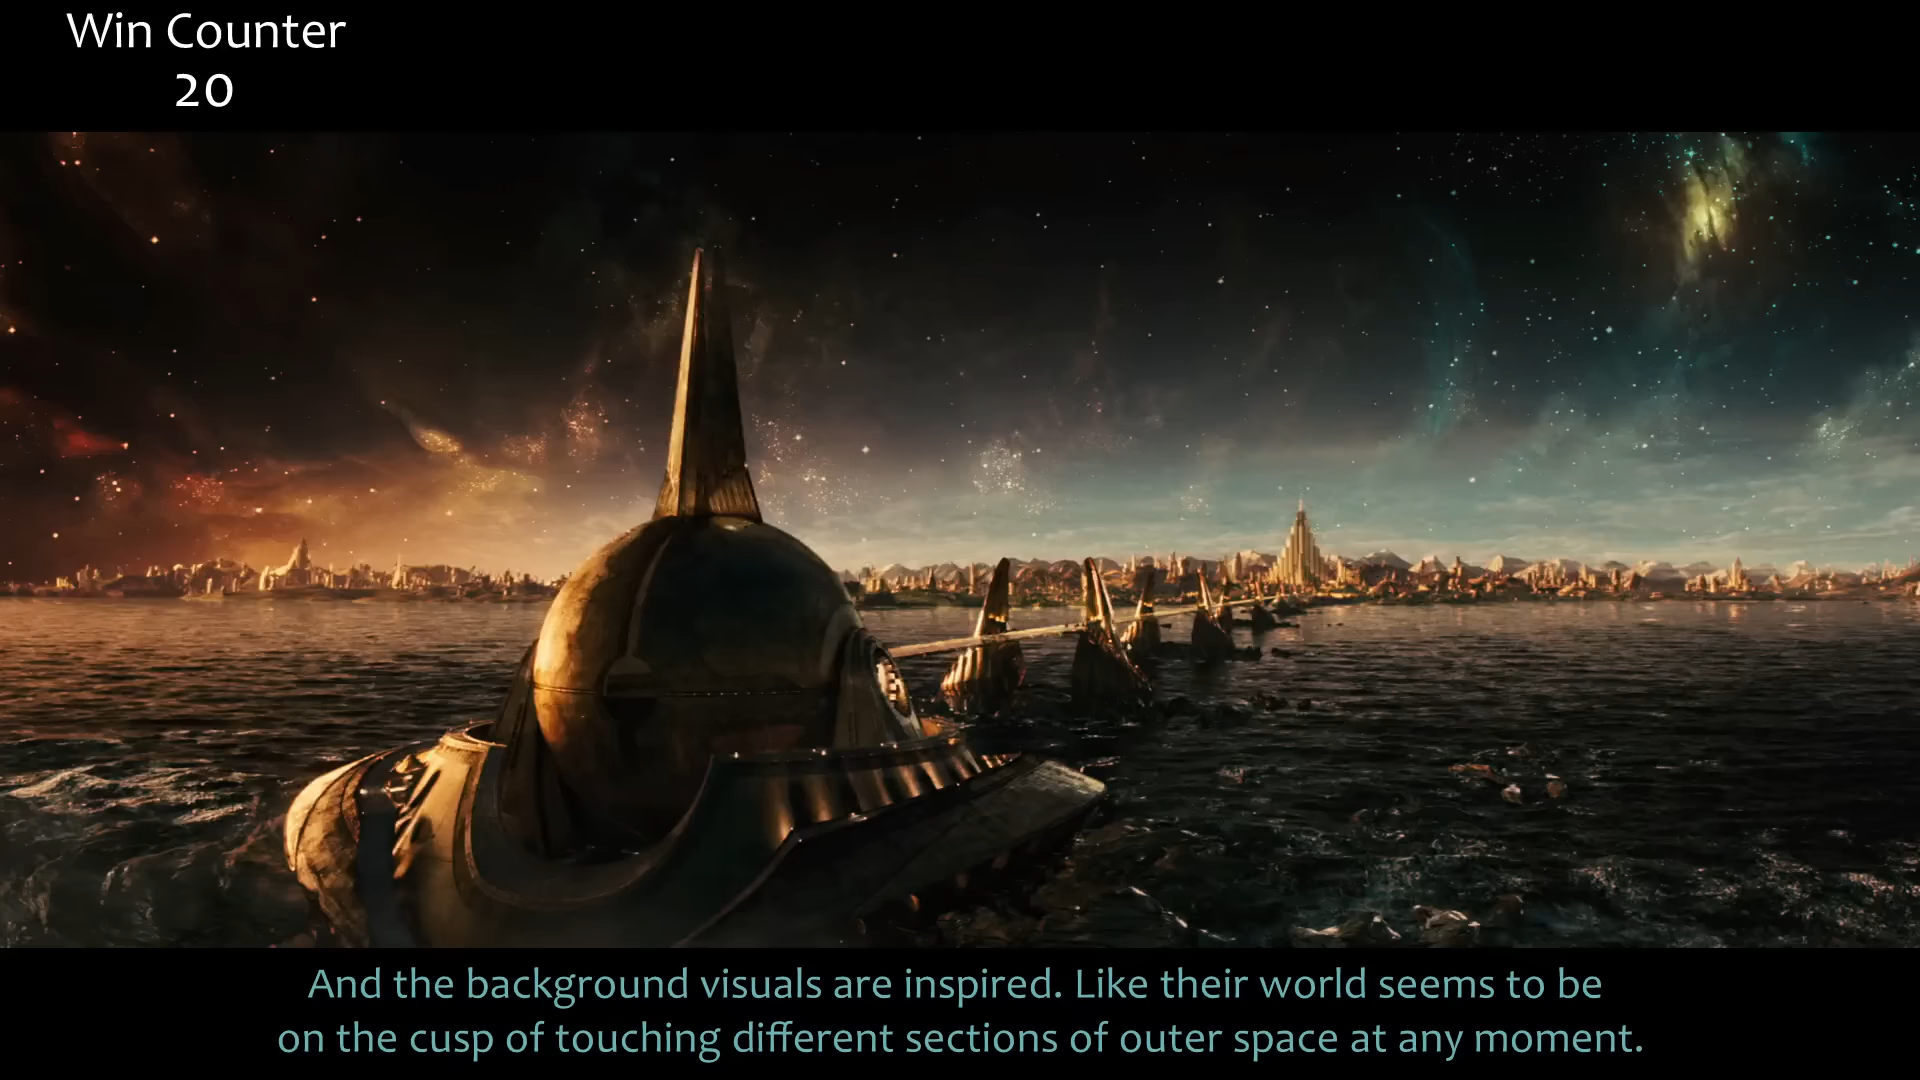 Win Counter
20
And the background visuals are inspired. Like their world seems to be
on the cusp of touching different sections of outer space at any moment.